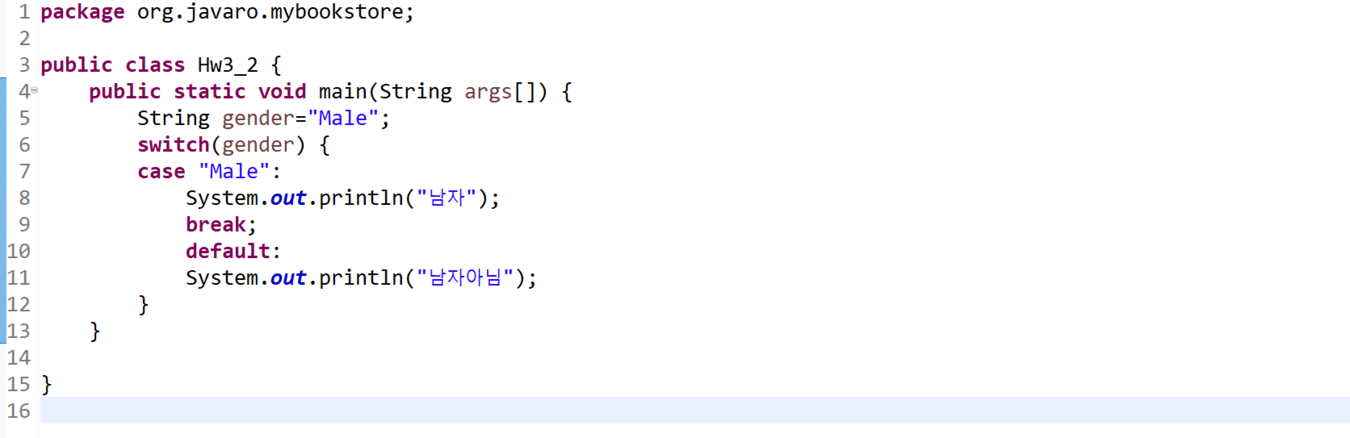 1 package org.javaro.mybookstore;
2
3 public class Hw3_2 {
4     public static void main(String args[]) {
5         String gender="Male";
6         switch(gender) {
7         case "Male":
8             System.out.println("남자");
9             break;
10             default:
11             System.out.println("남자아님");
12         }
13     }
14
15 }
16